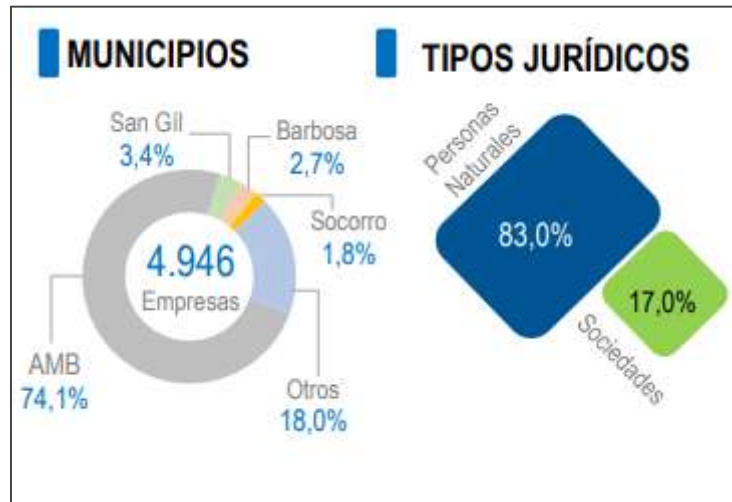 MUNICIPIOS
San Gil
3,4%
Barbosa
2,7%
Socorro
1,8%
4.946
Empresas
AMB
74,1%
Otros
18,0%
TIPOS JURÍDICOS
Personas
Naturales
83,0%
17,0%
Sociedades